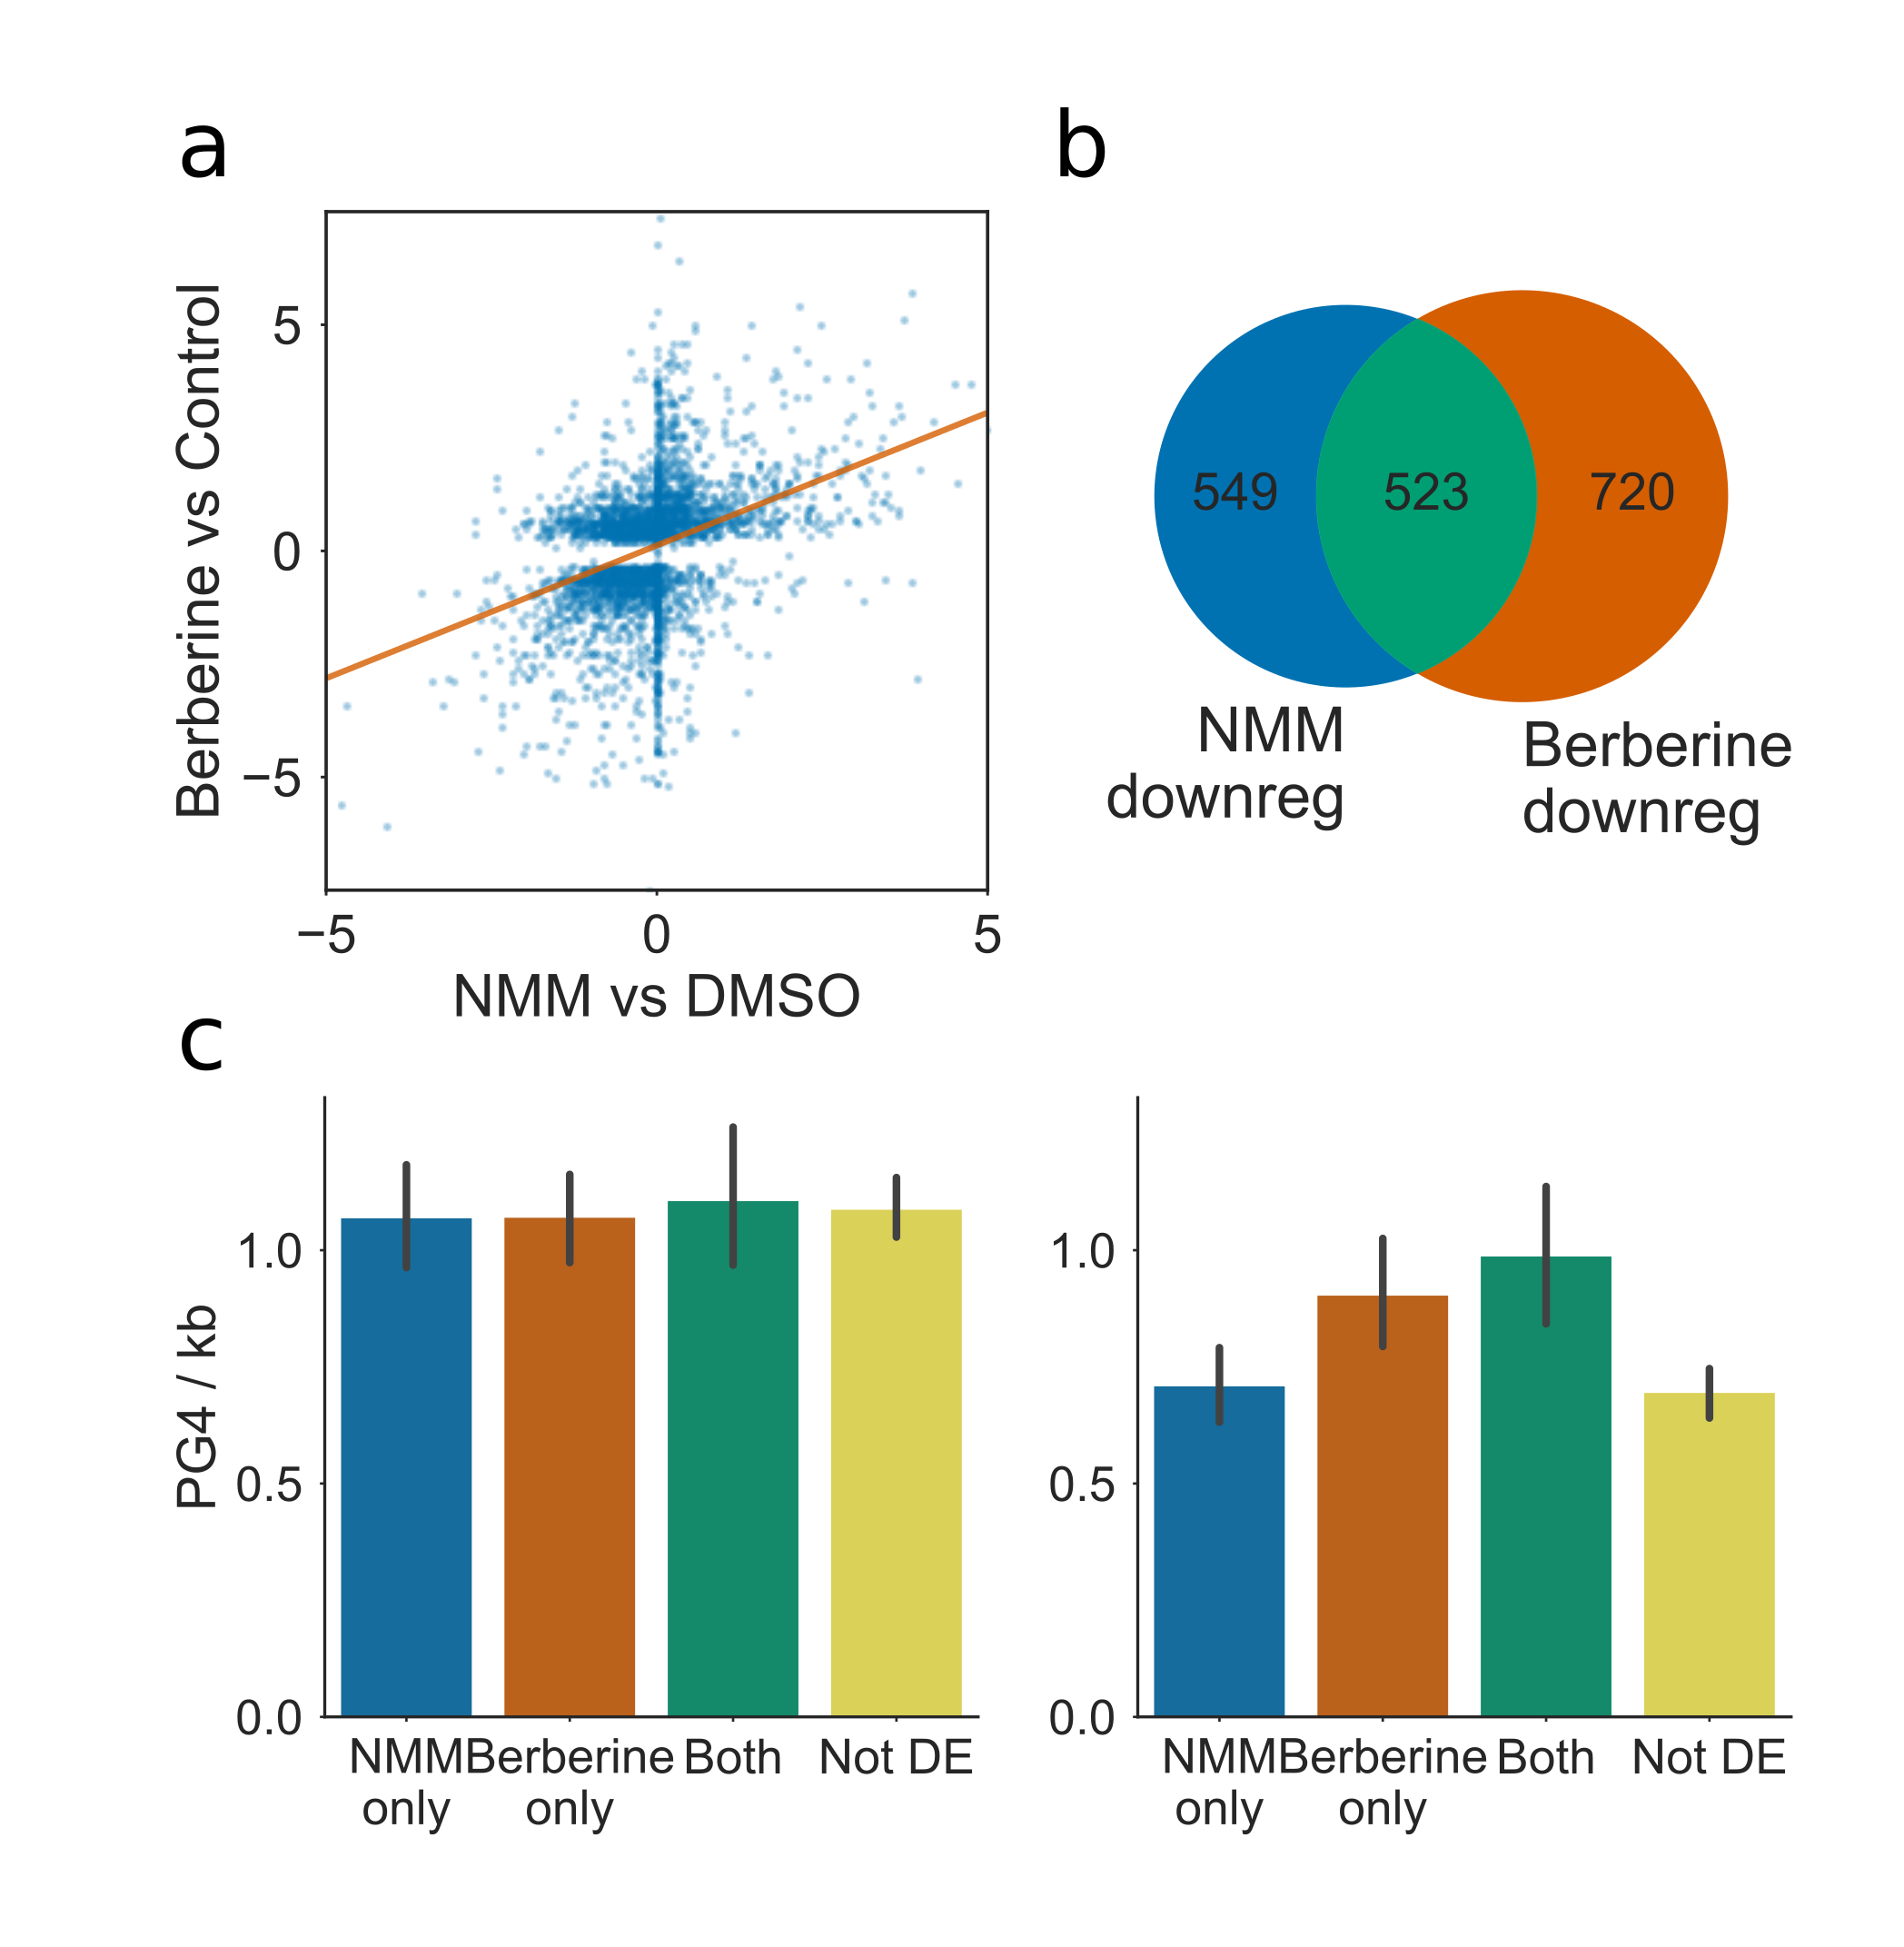 a
b
Berberine vs Control
5
0
−5
−5
0
5
NMM vs DMSO
549
523
720
NMM
downreg
Berberine
downreg
c
PG4 / kb
1.0
0.5
0.0
NMM
only
Berberine
only
Both
Not DE
1.0
0.5
0.0
NMM
only
Berberine
only
Both
Not DE